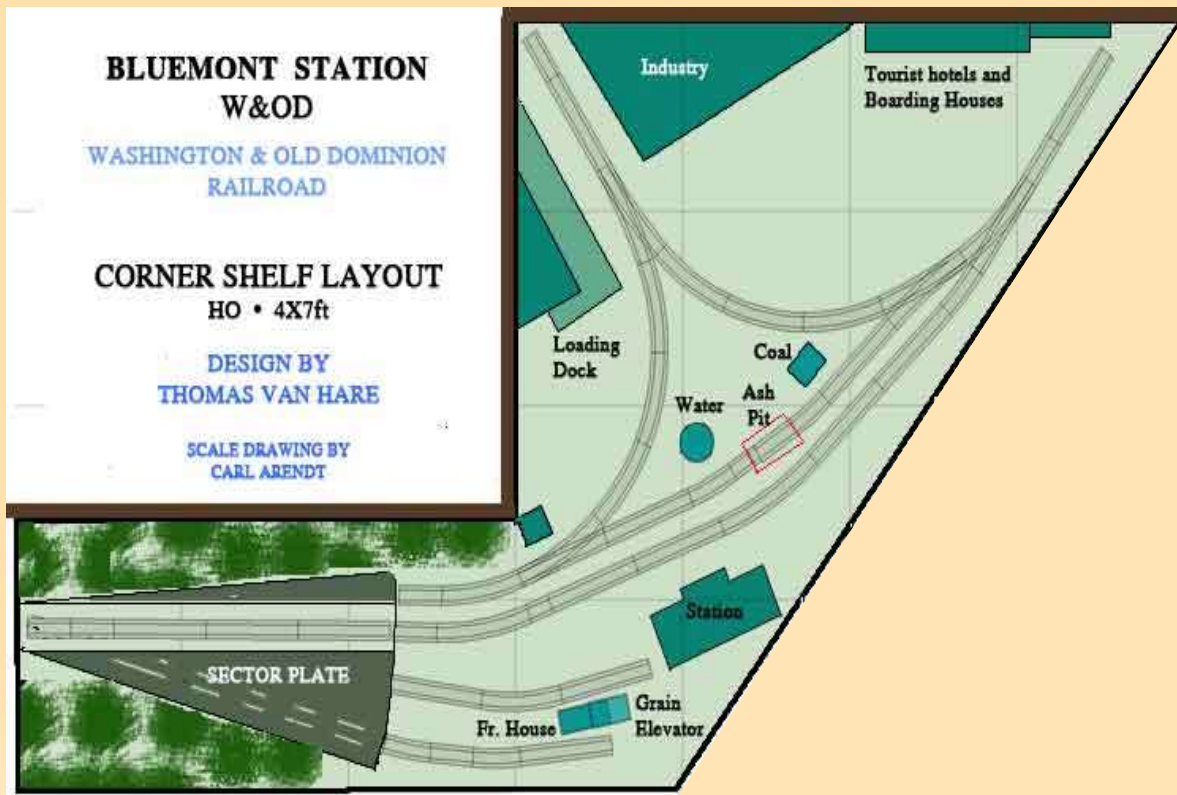 BLUEMONT STATION
W&OD
WASHINGTON & OLD DOMINION
RAILROAD
CORNER SHELF LAYOUT
HO • 4X7ft
DESIGN BY
THOMAS VAN HARE
SCALE DRAWING BY
CARL ARENDT
Industry
Tourist hotels and
Boarding Houses
Loading
Dock
Coal
Ash
Pit
Water
Station
SECTOR PLATE
Fr. House
Grain
Elevator